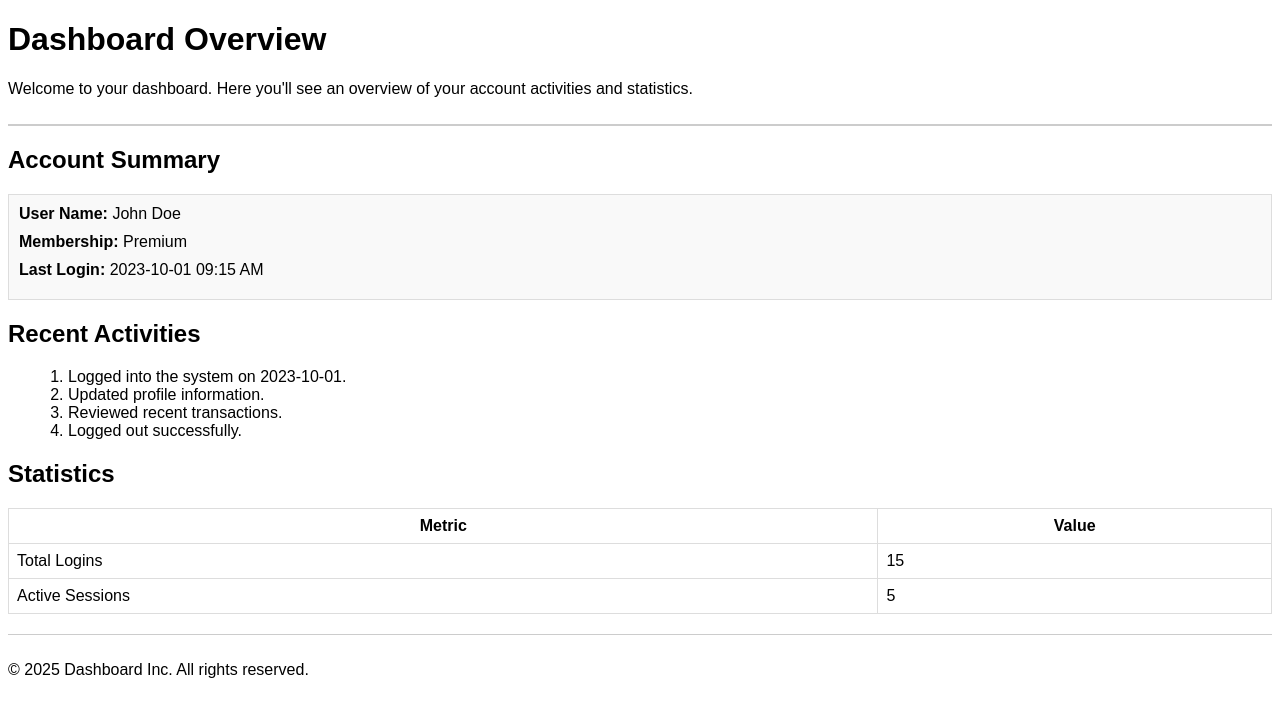 Dashboard Overview
Welcome to your dashboard. Here you'll see an overview of your account activities and statistics.
Account Summary
User Name: John Doe
Membership: Premium
Last Login: 2023-10-01 09:15 AM
Recent Activities
1. Logged into the system on 2023-10-01.
2. Updated profile information.
3. Reviewed recent transactions.
4. Logged out successfully.
Statistics
Metric Value
Total Logins 15
Active Sessions 5
© 2025 Dashboard Inc. All rights reserved.